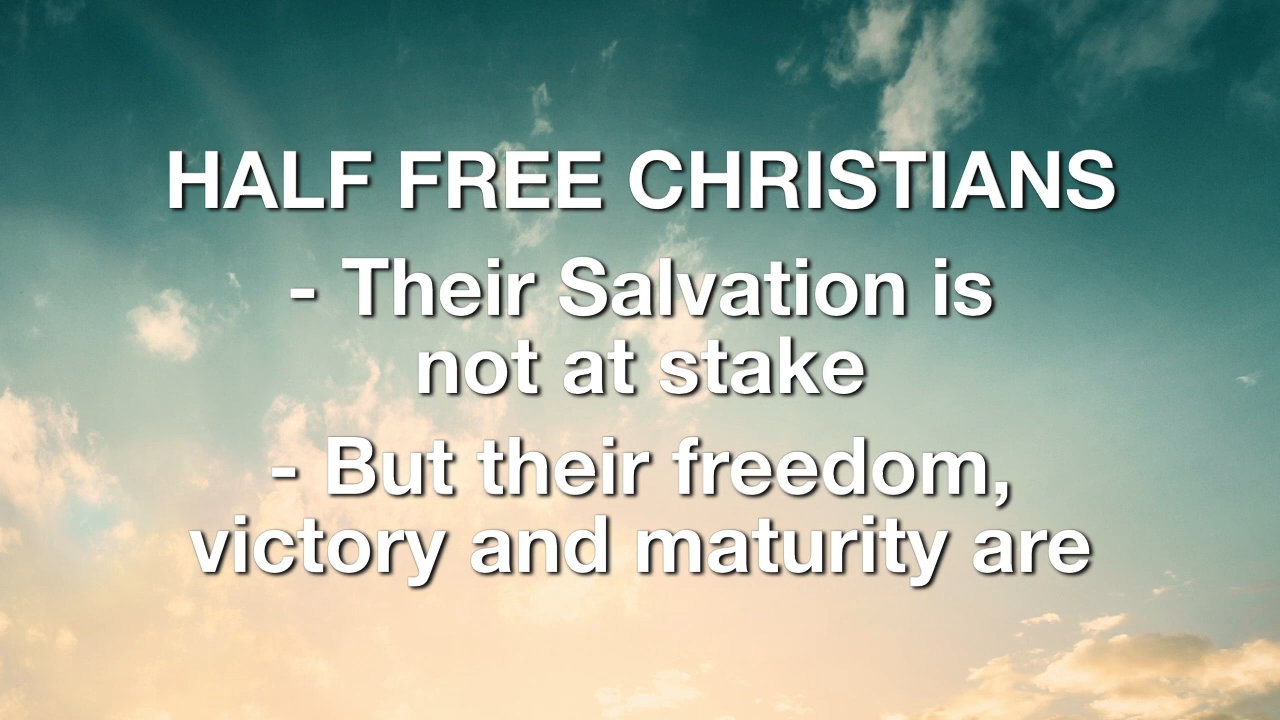 HALF FREE CHRISTIANS
- Their Salvation is
not at stake
- But their freedom,
victory and maturity are